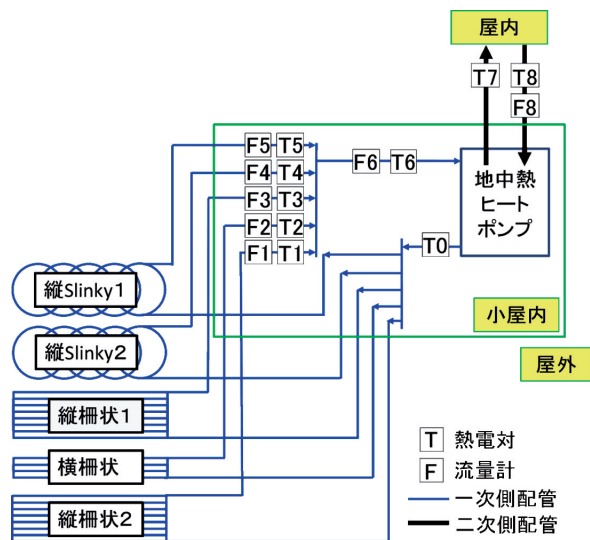 屋内
T7 T8
F8
F5 T5
F4 T4
F3 T3
F2 T2
F1 T1
F6 T6
地中熱
ヒート
ポンプ
T0
小屋内
屋外
縦Slinky1
縦Slinky2
縦柵状1
横柵状
縦柵状2
T 熱電対
F 流量計
一次側配管
二次側配管